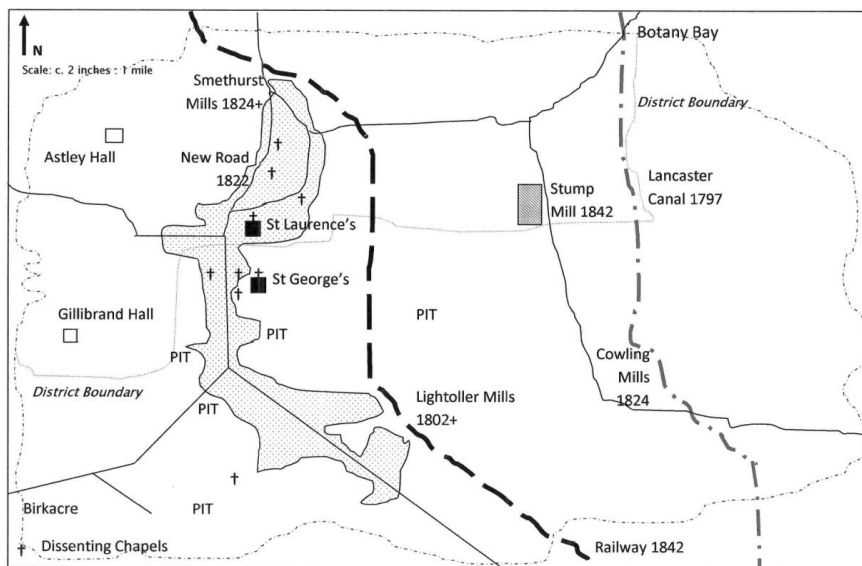 N
Scale: c. 2 inches : 1 mile
Botany Bay
Smethurst
Mills 1824+
District Boundary
Astley Hall
New Road
1822
Stump
Mill 1842
Lancaster
Canal 1797
St Laurence's
St George's
Gillibrand Hall
PIT
PIT
PIT
District Boundary
Cowling
Mills
1824
Lightoller Mills
1802+
PIT
Birkacre
PIT
Dissenting Chapels
Railway 1842